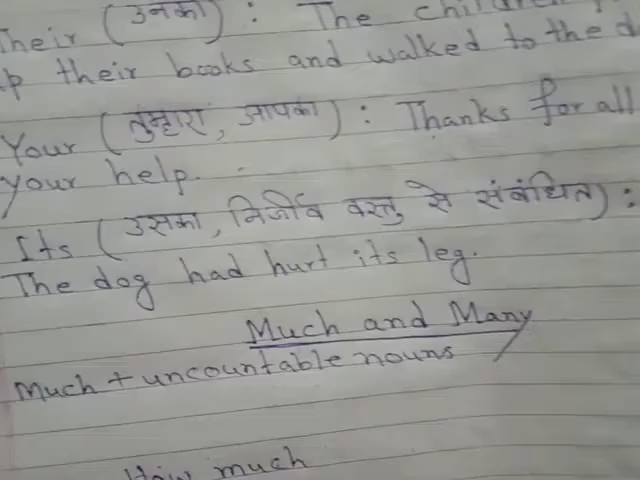 Their (उनका): The children
up their books and walked to the d
Your (तुम्हारा, आपका): Thanks for all
your help.
Its (उसका, निर्जीव वस्तु से संबंधित):
The dog had hurt its leg.
Much and Many
Much + uncountable nouns
How much